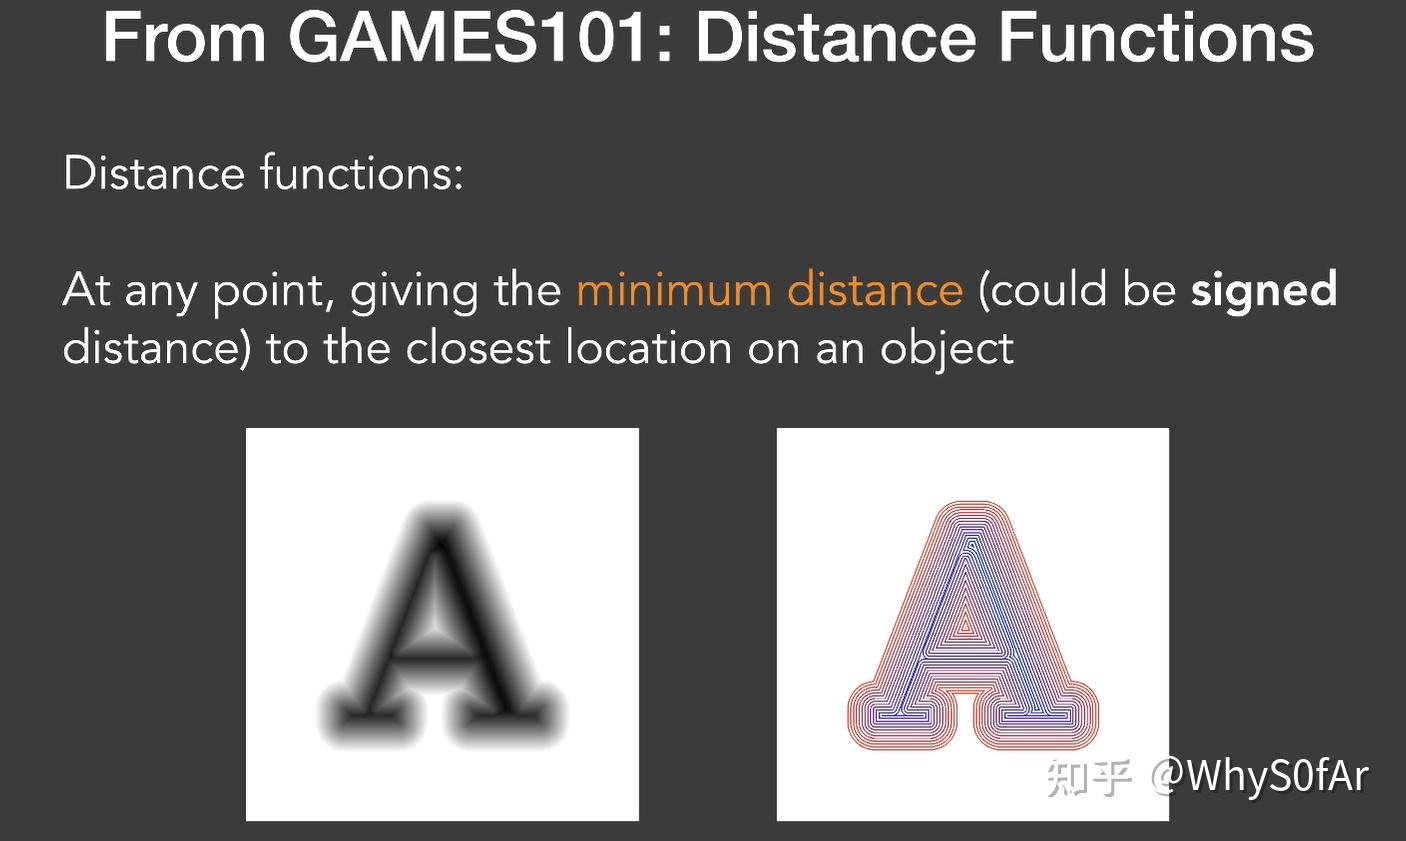 From GAMES101: Distance Functions
Distance functions:
At any point, giving the minimum distance (could be signed
distance) to the closest location on an object
A A
知乎 @WhyS0fAr